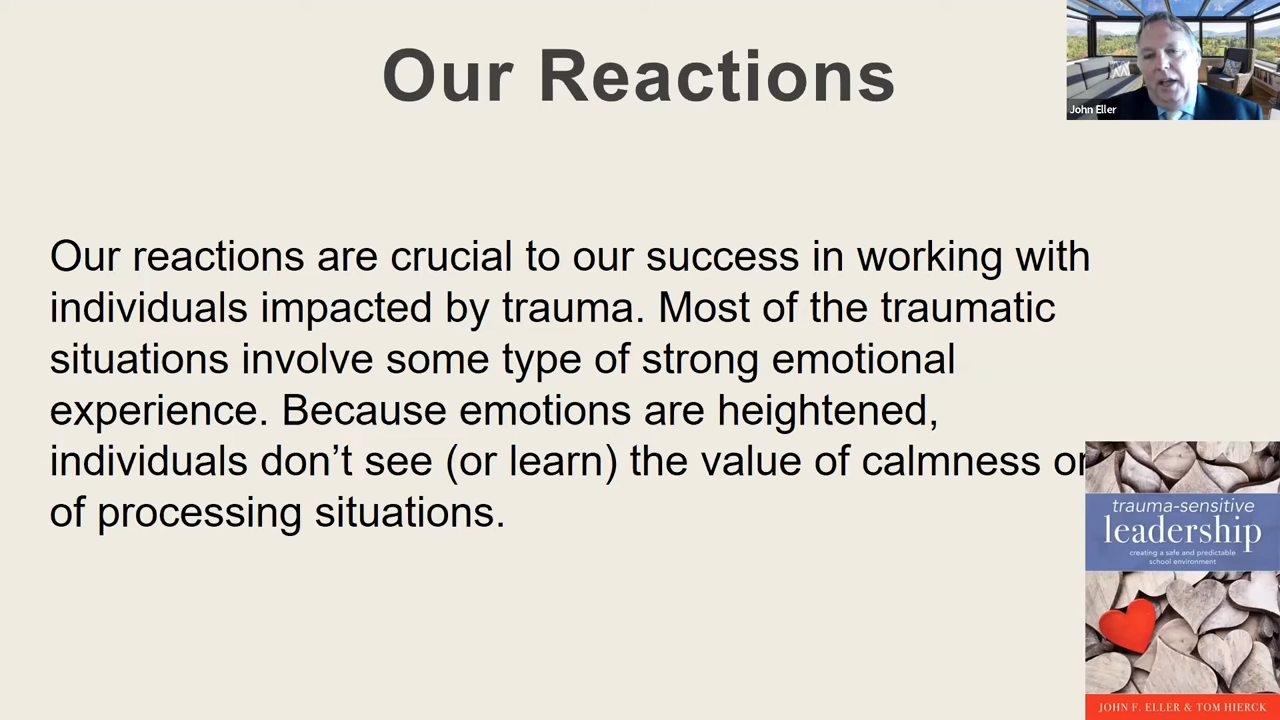 Our Reactions
John Eller
Our reactions are crucial to our success in working with
individuals impacted by trauma. Most of the traumatic
situations involve some type of strong emotional
experience. Because emotions are heightened,
individuals don’t see (or learn) the value of calmness or
of processing situations.
trauma-sensitive
leadership
creating a safe and predictable
school environment
JOHN F. ELLER & TOM HIERCK